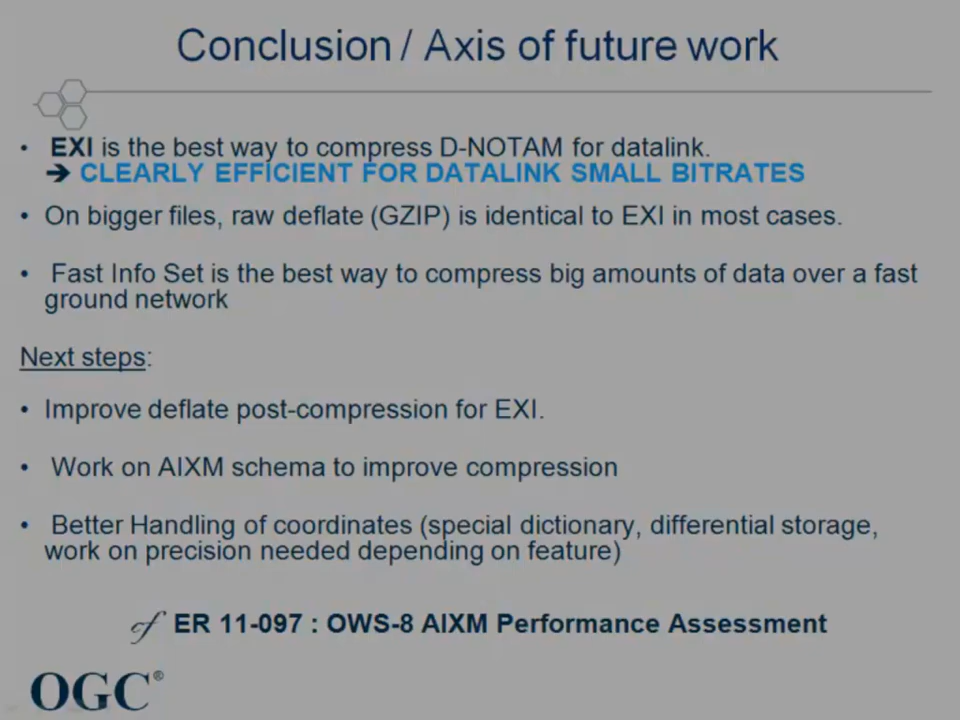 Conclusion / Axis of future work
• EXI is the best way to compress D-NOTAM for datalink.
➔ CLEARLY EFFICIENT FOR DATALINK SMALL BITRATES
• On bigger files, raw deflate (GZIP) is identical to EXI in most cases.
• Fast Info Set is the best way to compress big amounts of data over a fast
ground network
Next steps:
• Improve deflate post-compression for EXI.
• Work on AIXM schema to improve compression
• Better Handling of coordinates (special dictionary, differential storage,
work on precision needed depending on feature)
cf ER 11-097 : OWS-8 AIXM Performance Assessment
OGC®